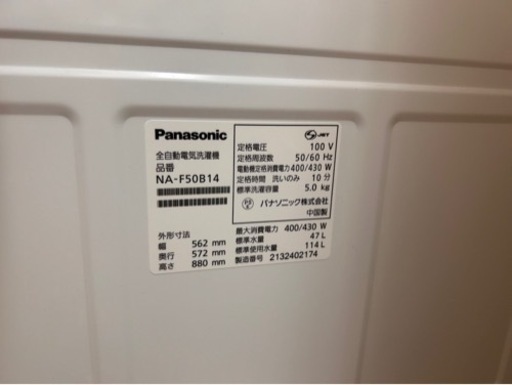 Panasonic
全自動電気洗濯機
品番
NA-F50B14
外形寸法
幅 562 mm
奥行 572 mm
高さ 880 mm
JET
定格電圧 100 V
定格周波数 50/60 Hz
電動機定格消費電力 400/430 W
定格時間 洗いのみ 10 分
標準洗濯容量 5.0 kg
パナソニック株式会社
中国製
最大消費電力 400/430 W
標準水量 47 L
標準使用水量 114 L
製造番号 2132402174